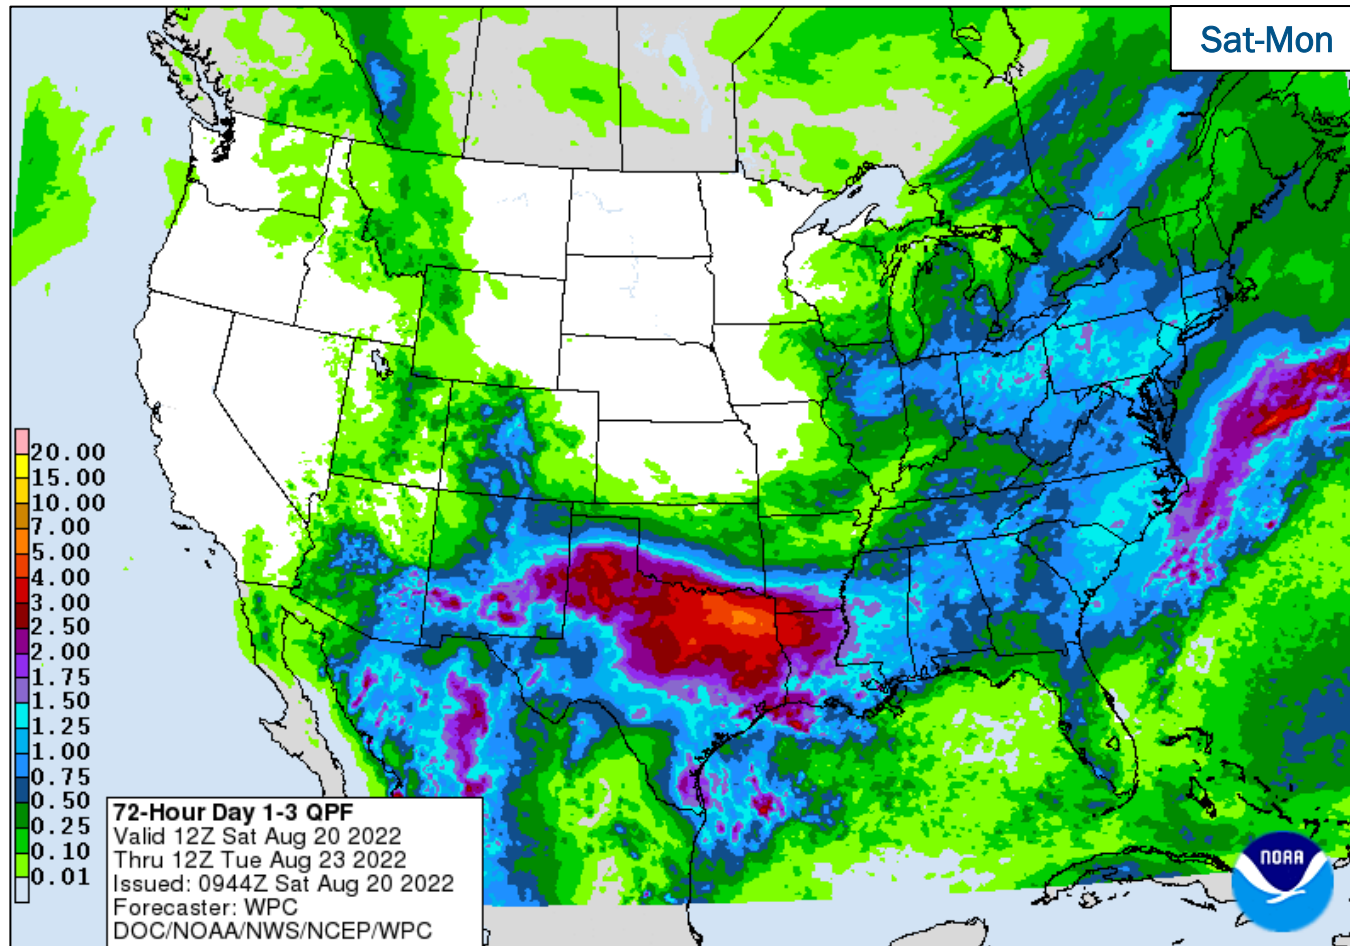 Sat-Mon
20.00
15.00
10.00
7.00
5.00
4.00
3.00
2.50
2.00
1.75
1.50
1.25
1.00
0.75
0.50
0.25
0.10
0.01
72-Hour Day 1-3 QPF
Valid 12Z Sat Aug 20 2022
Thru 12Z Tue Aug 23 2022
Issued: 0944Z Sat Aug 20 2022
Forecaster: WPC
DOC/NOAA/NWS/NCEP/WPC
NOAA